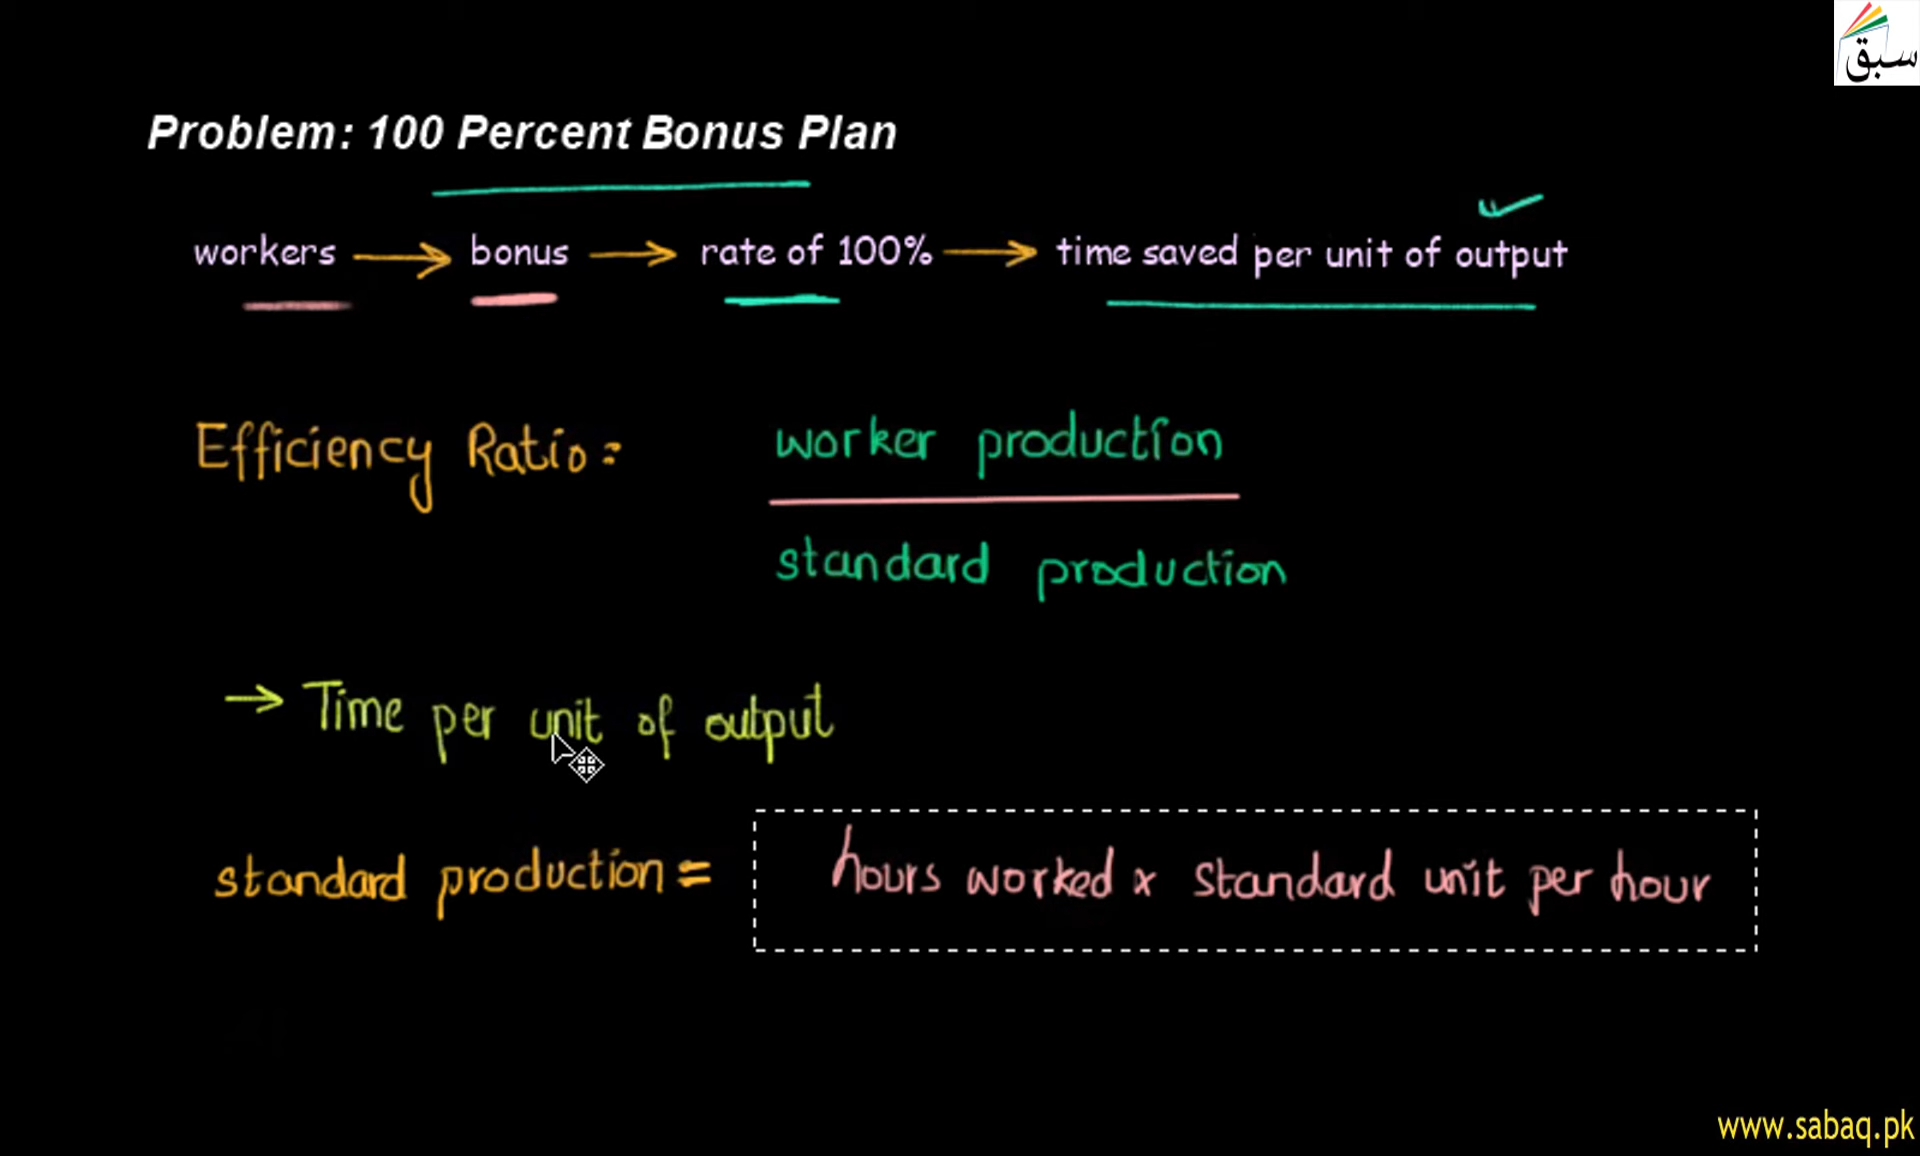 سبق
Problem: 100 Percent Bonus Plan
workers → bonus → rate of 100% → time saved per unit of output
Efficiency Ratio = worker production
standard production
→ Time per unit of output
standard production = hours worked x standard unit per hour
www.sabaq.pk